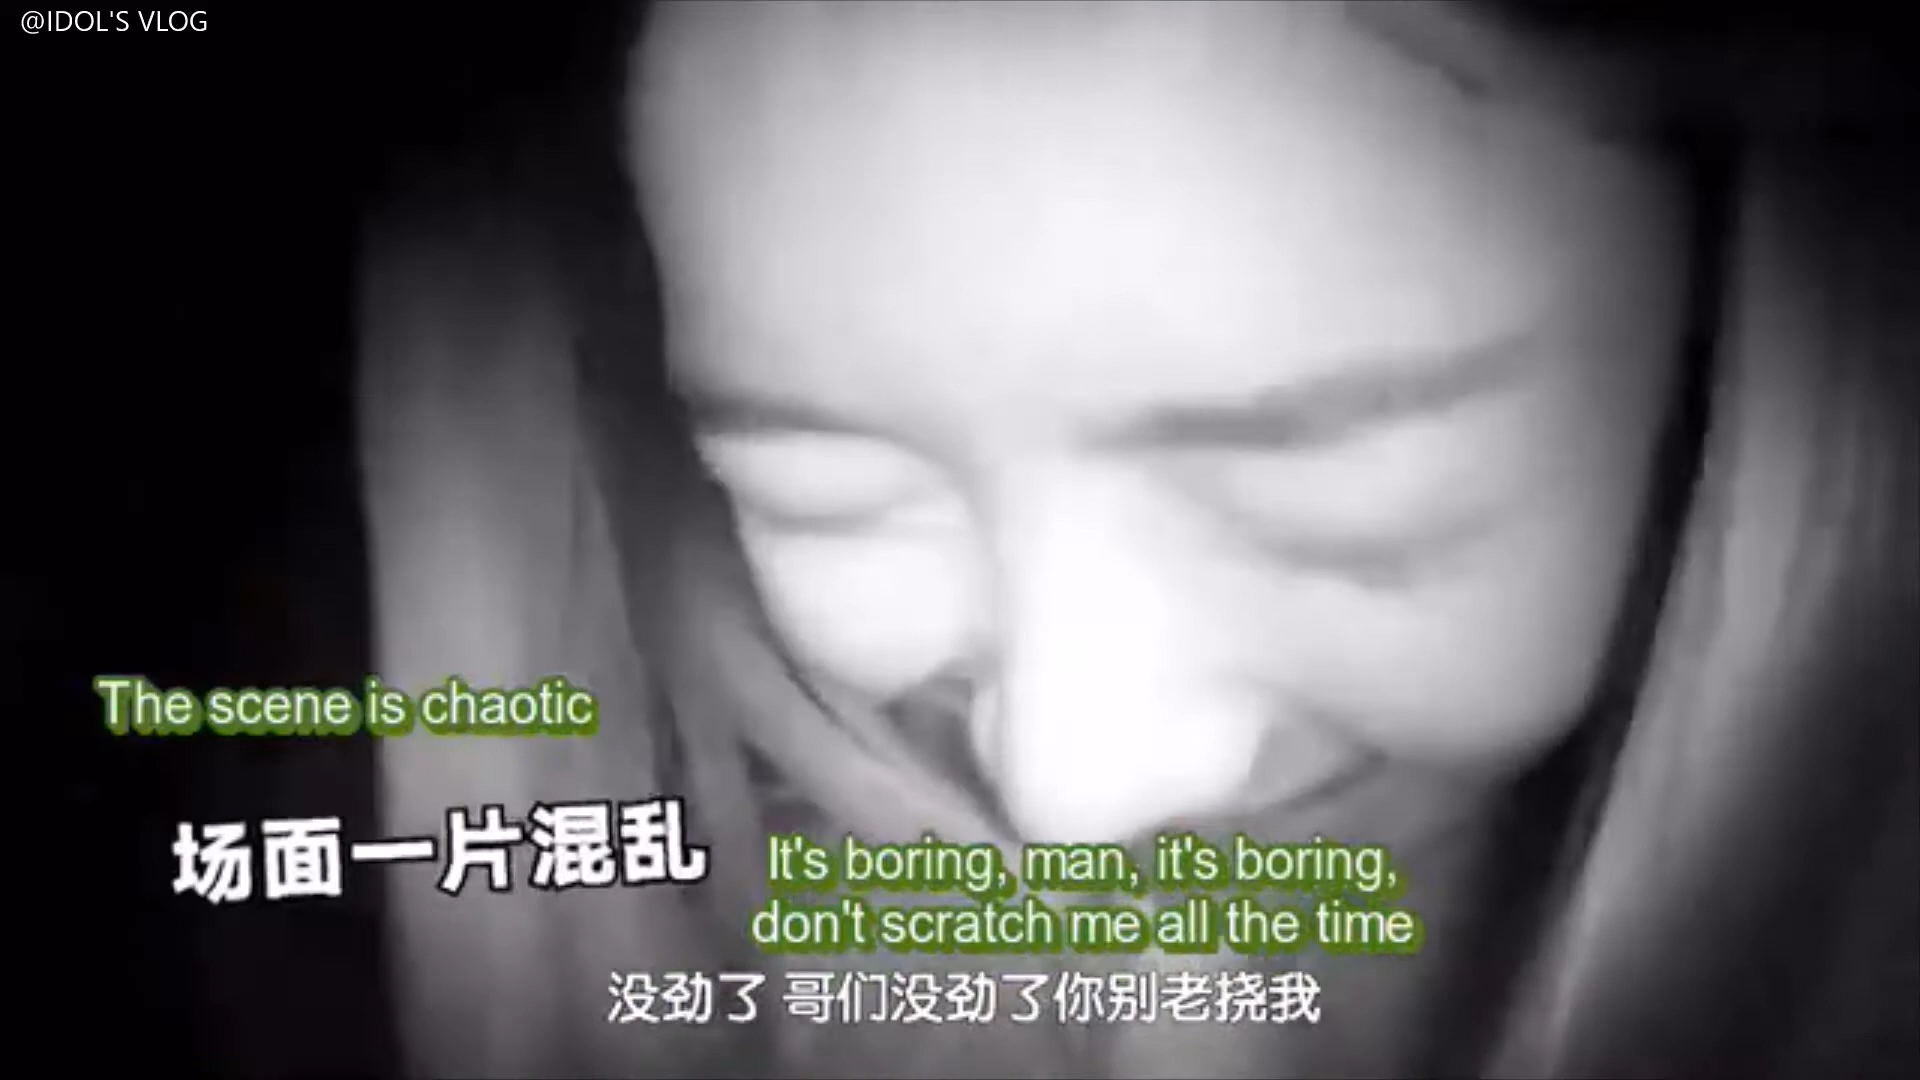 @IDOL'S VLOG
The scene is chaotic
场面一片混乱
It's boring, man, it's boring,
don't scratch me all the time
没劲了 哥们没劲了你别老挠我